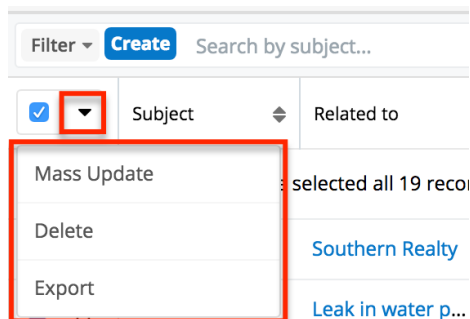 Filter Create Search by subject...
Subject Related to
Mass Update
selected all 19 recor
Delete
Southern Realty
Export
Leak in water p...